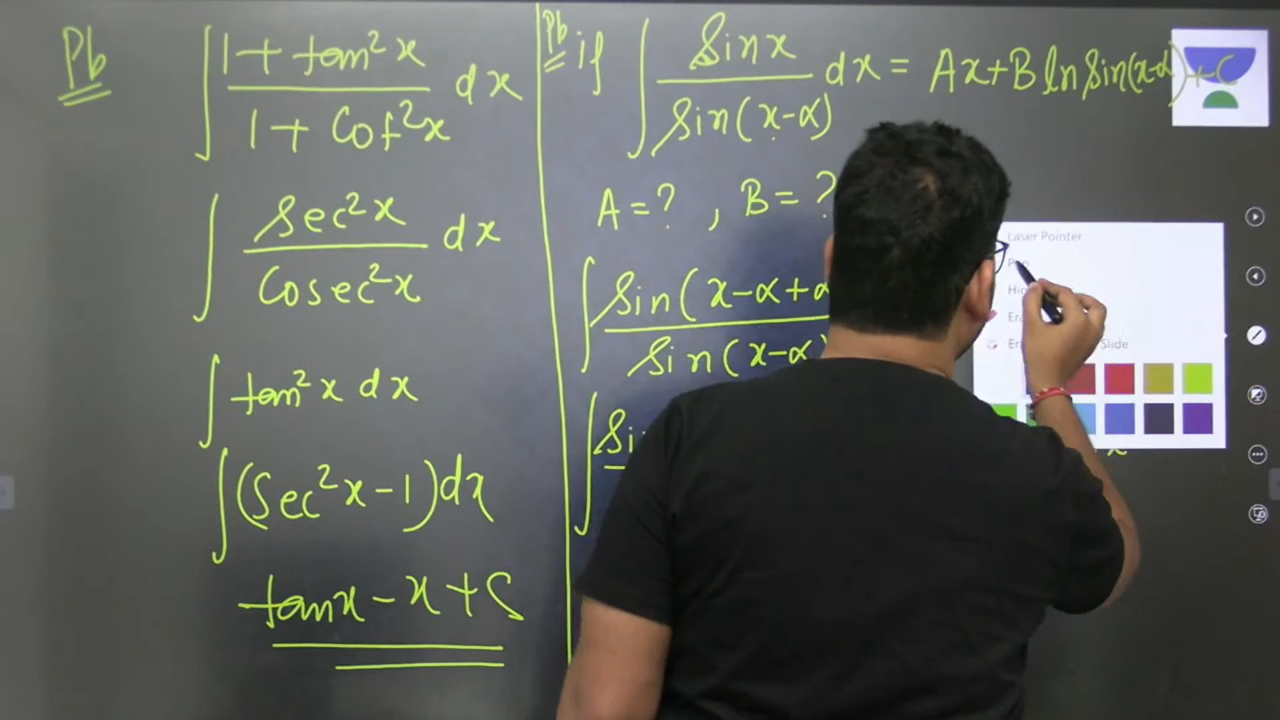 Pb ∫ (1 + tan²x)/(1 + Cot²x) dx
∫ Sec²x/Cosec²x dx
∫ tan²x dx
∫(Sec²x-1)dx
tanx - x + C
Pb if ∫ Sinx/Sin(x-α) dx = Ax+B ln Sin(x-α)+C
A = ? , B = ?
∫ Sin(x-α+α
Sin(x-α)
Laser Pointer
Slide